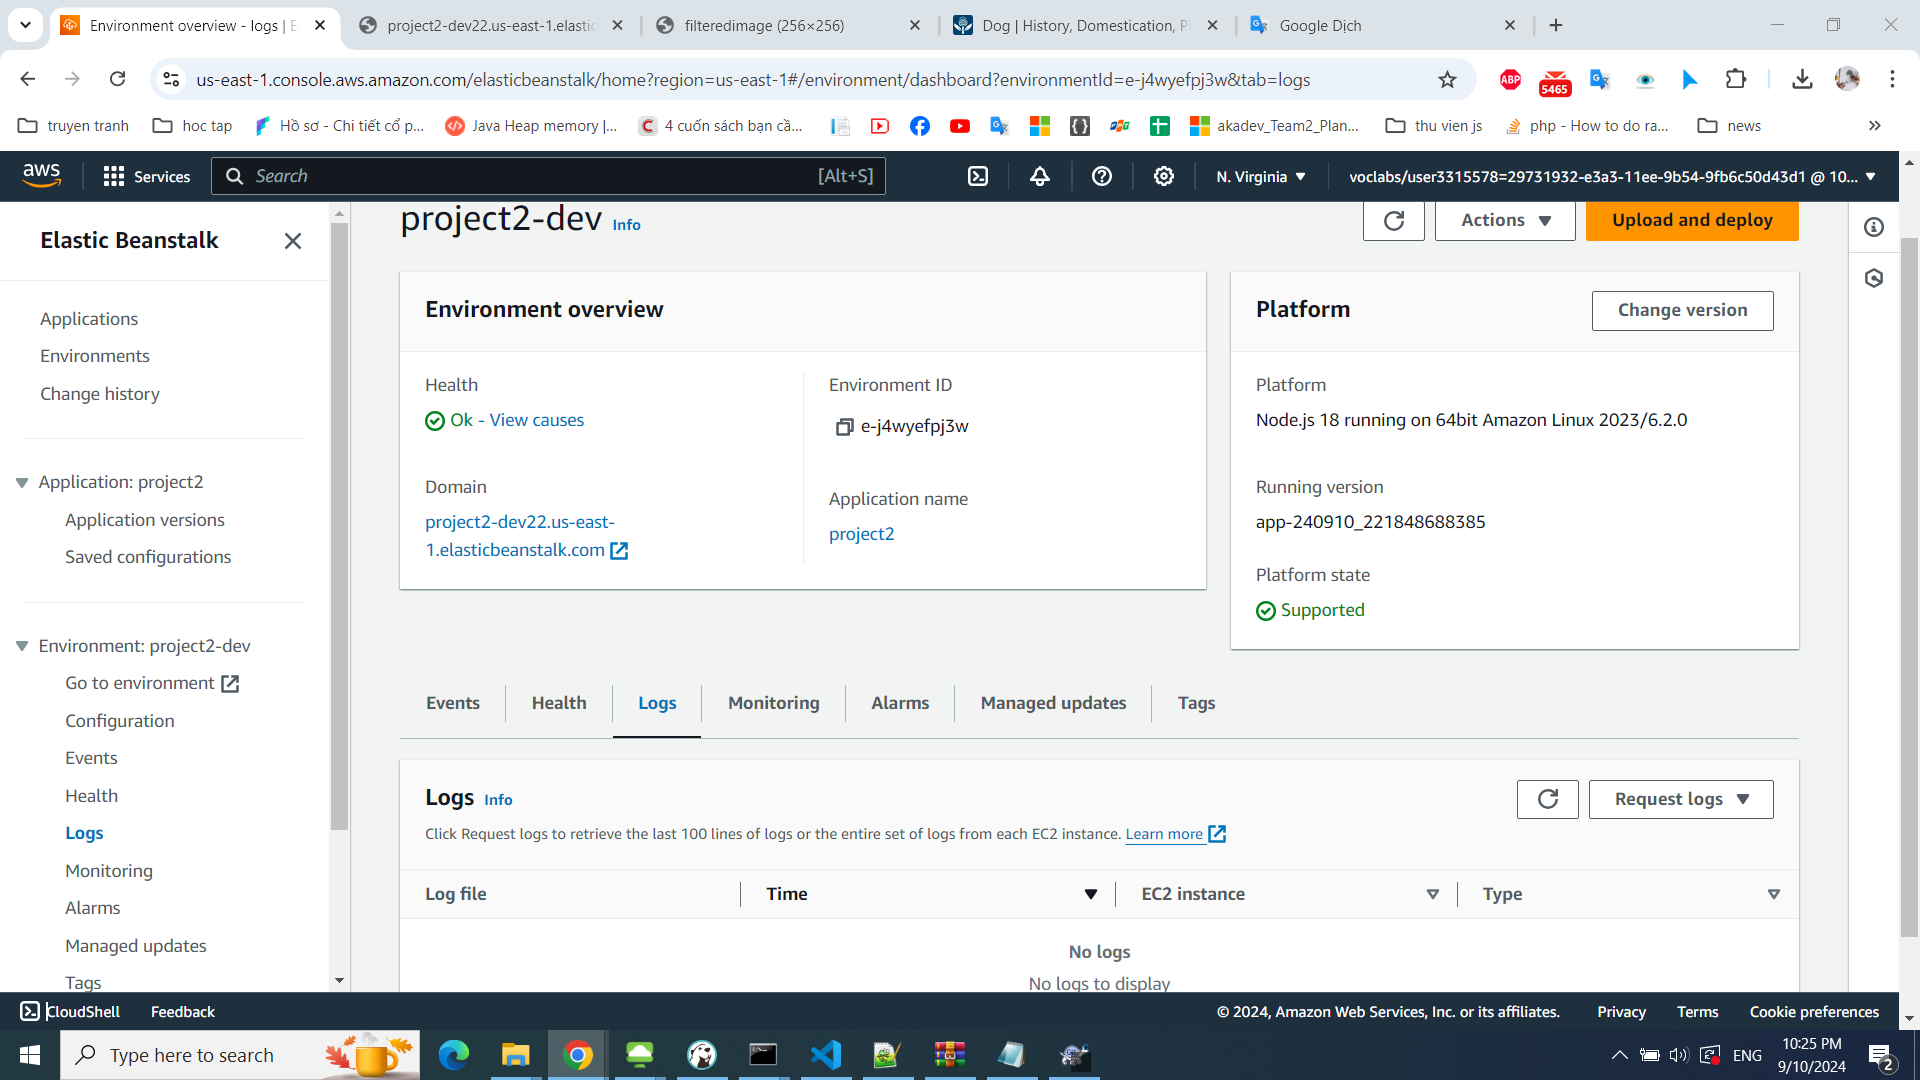 Environment overview - logs | E
project2-dev22.us-east-1.elastic
filteredimage (256×256)
Dog | History, Domestication, P
Google Dịch
us-east-1.console.aws.amazon.com/elasticbeanstalk/home?region=us-east-1#/environment/dashboard?environmentId=e-j4wyefpj3w&tab=logs
ABP
5465
truyen tranh
hoc tap
Hồ sơ - Chi tiết cổ p...
Java Heap memory |...
4 cuốn sách bạn cầ...
akadev_Team2_Plan...
thu vien js
php - How to do ra...
news
aws
Services
Search
[Alt+S]
N. Virginia
voclabs/user3315578=29731932-e3a3-11ee-9b54-9fb6c50d43d1 @ 10...
Elastic Beanstalk
Applications
Environments
Change history
Application: project2
Application versions
Saved configurations
Environment: project2-dev
Go to environment
Configuration
Events
Health
Logs
Monitoring
Alarms
Managed updates
Tags
project2-dev Info
Actions
Upload and deploy
Environment overview
Health
Ok - View causes
Environment ID
e-j4wyefpj3w
Domain
project2-dev22.us-east-
1.elasticbeanstalk.com
Application name
project2
Platform
Change version
Platform
Node.js 18 running on 64bit Amazon Linux 2023/6.2.0
Running version
app-240910_221848688385
Platform state
Supported
Events
Health
Logs
Monitoring
Alarms
Managed updates
Tags
Logs Info
Request logs
Click Request logs to retrieve the last 100 lines of logs or the entire set of logs from each EC2 instance. Learn more
Log file
Time
EC2 instance
Type
No logs
No logs to display
CloudShell
Feedback
© 2024, Amazon Web Services, Inc. or its affiliates.
Privacy
Terms
Cookie preferences
Type here to search
ENG
10:25 PM
9/10/2024
2